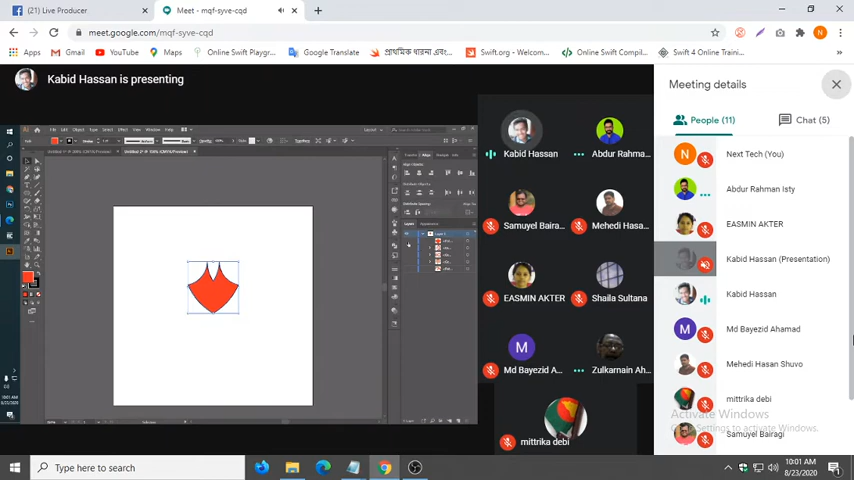 (21) Live Producer
Meet - mqf-syve-cqd
meet.google.com/mqf-syve-cqd
Apps
Gmail
YouTube
Maps
Online Swift Playgr...
Google Translate
প্রাথমিক ধারনা এবং...
Swift.org - Welcom...
Online Swift Compil...
Swift 4 Online Traini...
Kabid Hassan is presenting
Meeting details
People (11)
Chat (5)
Kabid Hassan
Abdur Rahma...
Samuyel Bairag...
Mehedi Hasa...
EASMIN AKTER
Shaila Sultana
Md Bayezid A...
Zulkarnain Ah...
mittrika debi
Next Tech (You)
Abdur Rahman Isty
EASMIN AKTER
Kabid Hassan (Presentation)
Kabid Hassan
Md Bayezid Ahamad
Mehedi Hasan Shuvo
mittrika debi
Samuyel Bairagi
Activate Windows
Go to Settings to activate Windows.
Type here to search
10:01 AM
8/23/2020